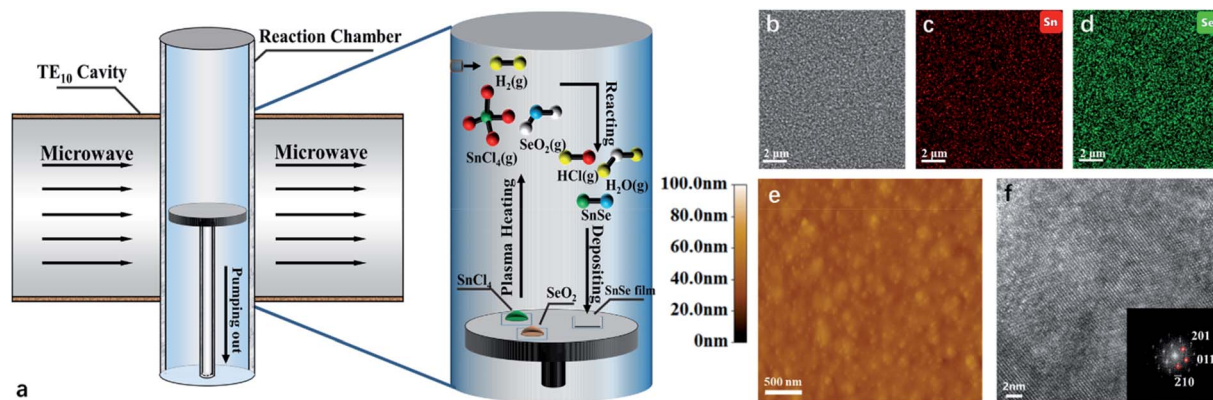 a
TE10 Cavity
Reaction Chamber
Microwave
Microwave
Pumping out
H2(g)
SnCl4(g)
SeO2(g)
Reacting
HCl(g)
H2O(g)
SnSe
Plasma Heating
Depositing
SnCl4
SeO2
SnSe film
b
2 μm
c
Sn
2 μm
d
Se
2 μm
100.0nm
80.0nm
60.0nm
40.0nm
20.0nm
0nm
e
500 nm
f
2nm
201
011
2̄10